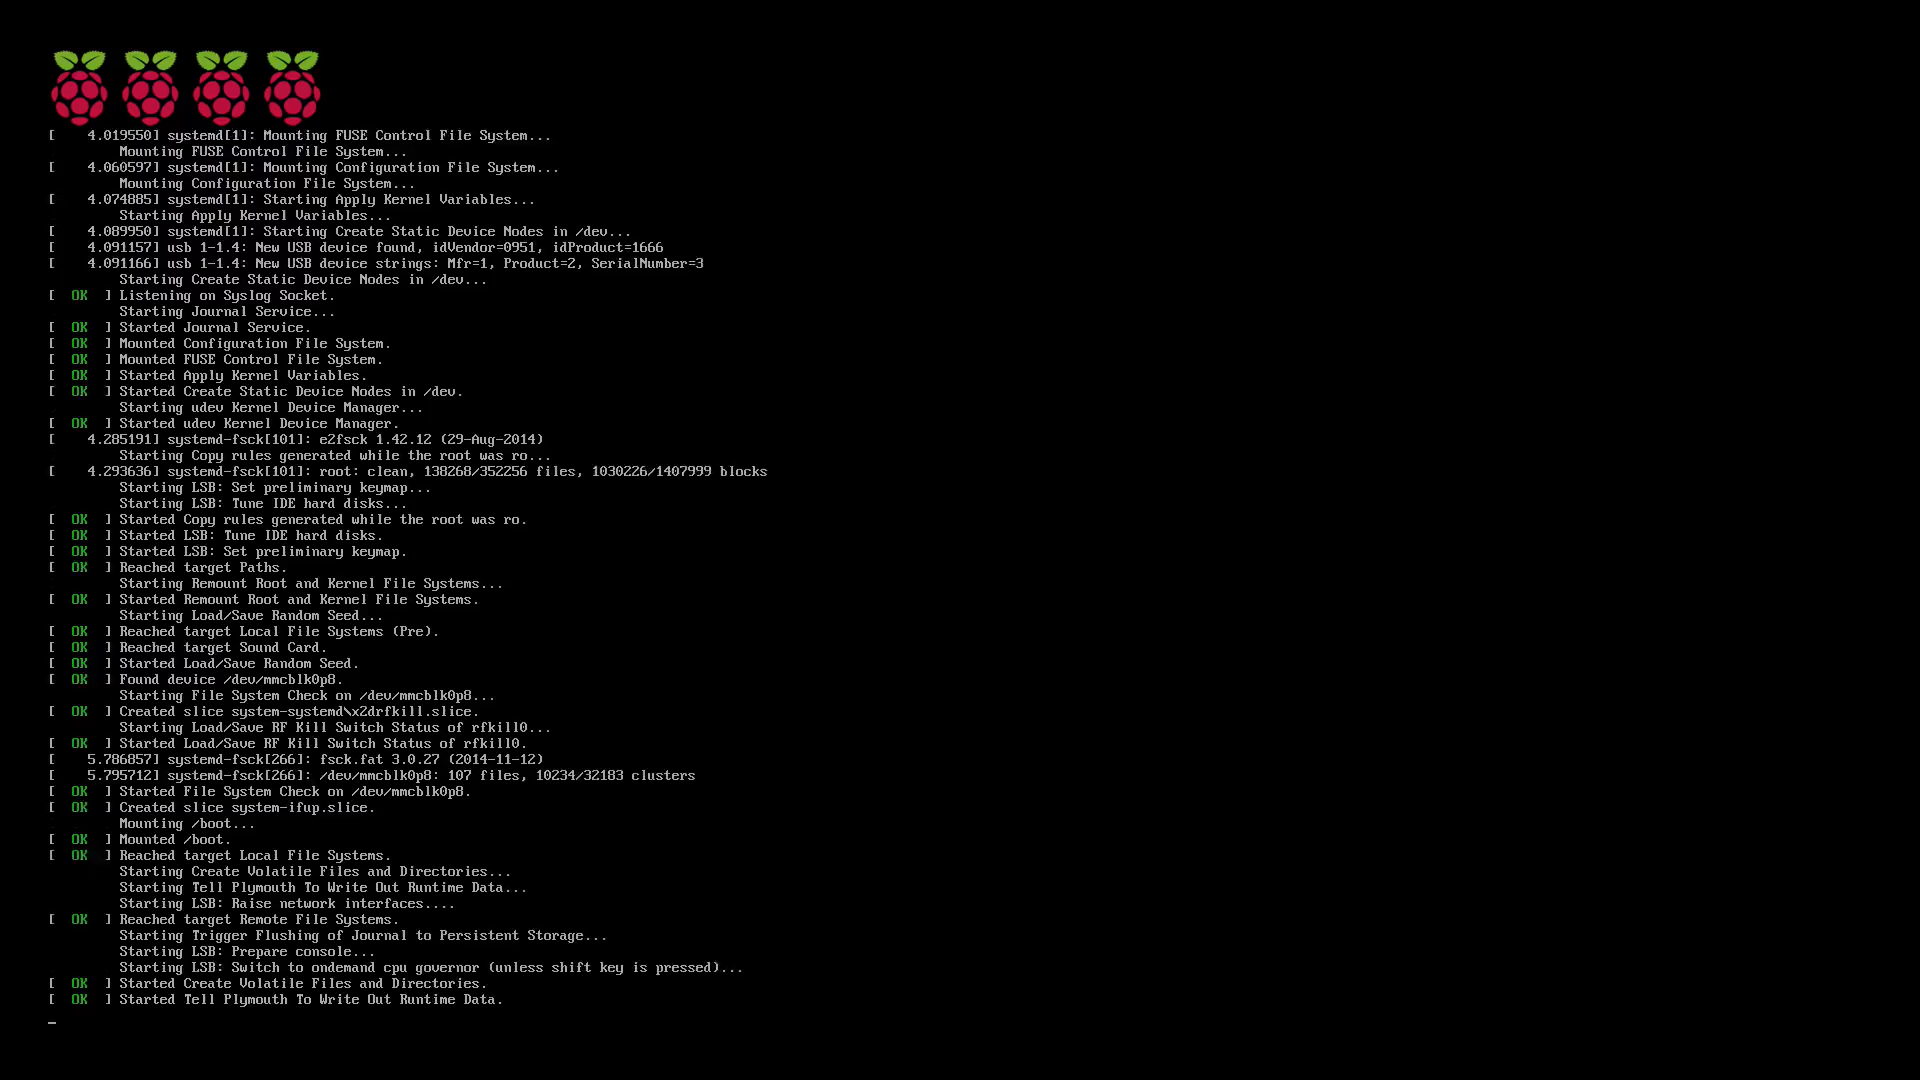 [    4.019550] systemd[1]: Mounting FUSE Control File System...
         Mounting FUSE Control File System...
[    4.060597] systemd[1]: Mounting Configuration File System...
         Mounting Configuration File System...
[    4.074885] systemd[1]: Starting Apply Kernel Variables...
         Starting Apply Kernel Variables...
[    4.089950] systemd[1]: Starting Create Static Device Nodes in /dev...
[    4.091157] usb 1-1.4: New USB device found, idVendor=0951, idProduct=1666
[    4.091166] usb 1-1.4: New USB device strings: Mfr=1, Product=2, SerialNumber=3
         Starting Create Static Device Nodes in /dev...
[  OK  ] Listening on Syslog Socket.
         Starting Journal Service...
[  OK  ] Started Journal Service.
[  OK  ] Mounted Configuration File System.
[  OK  ] Mounted FUSE Control File System.
[  OK  ] Started Apply Kernel Variables.
[  OK  ] Started Create Static Device Nodes in /dev.
         Starting udev Kernel Device Manager...
[  OK  ] Started udev Kernel Device Manager.
[    4.285191] systemd-fsck[101]: e2fsck 1.42.12 (29-Aug-2014)
         Starting Copy rules generated while the root was ro...
[    4.293636] systemd-fsck[101]: root: clean, 138268/352256 files, 1030226/1407999 blocks
         Starting LSB: Set preliminary keymap...
         Starting LSB: Tune IDE hard disks...
[  OK  ] Started Copy rules generated while the root was ro.
[  OK  ] Started LSB: Tune IDE hard disks.
[  OK  ] Started LSB: Set preliminary keymap.
[  OK  ] Reached target Paths.
         Starting Remount Root and Kernel File Systems...
[  OK  ] Started Remount Root and Kernel File Systems.
         Starting Load/Save Random Seed...
[  OK  ] Reached target Local File Systems (Pre).
[  OK  ] Reached target Sound Card.
[  OK  ] Started Load/Save Random Seed.
[  OK  ] Found device /dev/mmcblk0p8.
         Starting File System Check on /dev/mmcblk0p8...
[  OK  ] Created slice system-systemd\x2drfkill.slice.
         Starting Load/Save RF Kill Switch Status of rfkill0...
[  OK  ] Started Load/Save RF Kill Switch Status of rfkill0.
[    5.786857] systemd-fsck[266]: fsck.fat 3.0.27 (2014-11-12)
[    5.795712] systemd-fsck[266]: /dev/mmcblk0p8: 107 files, 10234/32183 clusters
[  OK  ] Started File System Check on /dev/mmcblk0p8.
[  OK  ] Created slice system-ifup.slice.
         Mounting /boot...
[  OK  ] Mounted /boot.
[  OK  ] Reached target Local File Systems.
         Starting Create Volatile Files and Directories...
         Starting Tell Plymouth To Write Out Runtime Data...
         Starting LSB: Raise network interfaces....
[  OK  ] Reached target Remote File Systems.
         Starting Trigger Flushing of Journal to Persistent Storage...
         Starting LSB: Prepare console...
         Starting LSB: Switch to ondemand cpu governor (unless shift key is pressed)...
[  OK  ] Started Create Volatile Files and Directories.
[  OK  ] Started Tell Plymouth To Write Out Runtime Data.
_